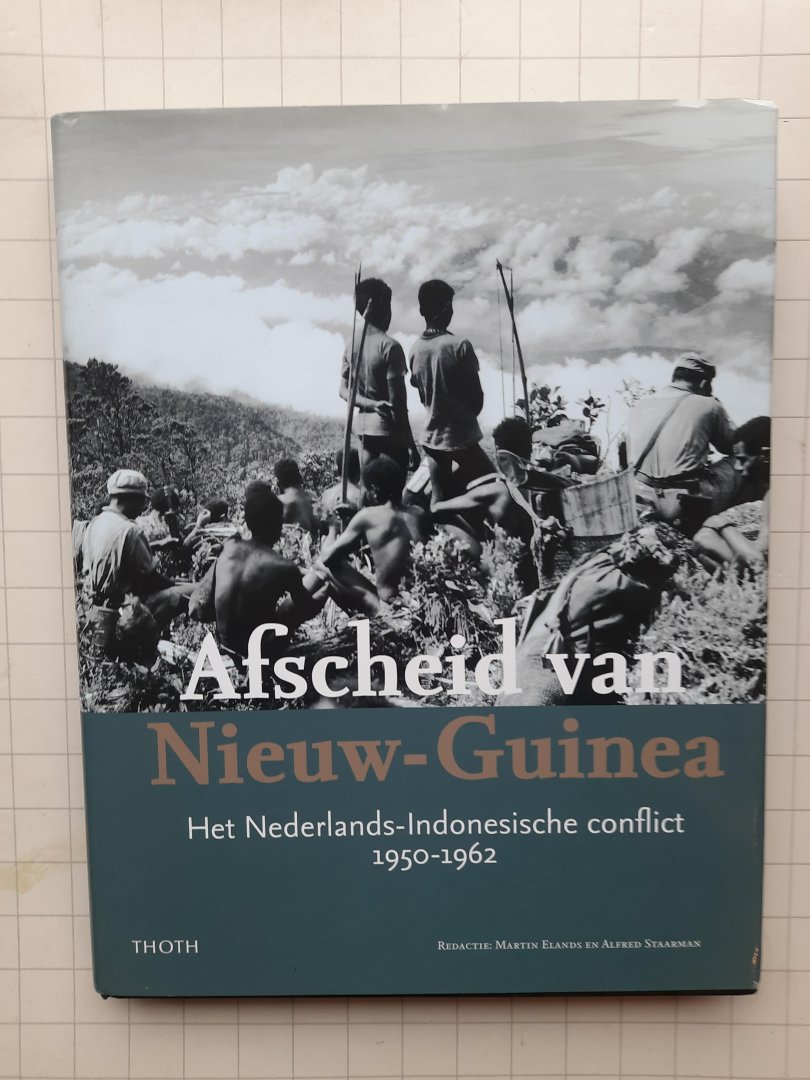 Afscheid van
Nieuw-Guinea
Het Nederlands-Indonesische conflict
1950-1962
THOTH
Redactie: Martin Elands en Alfred Staarman